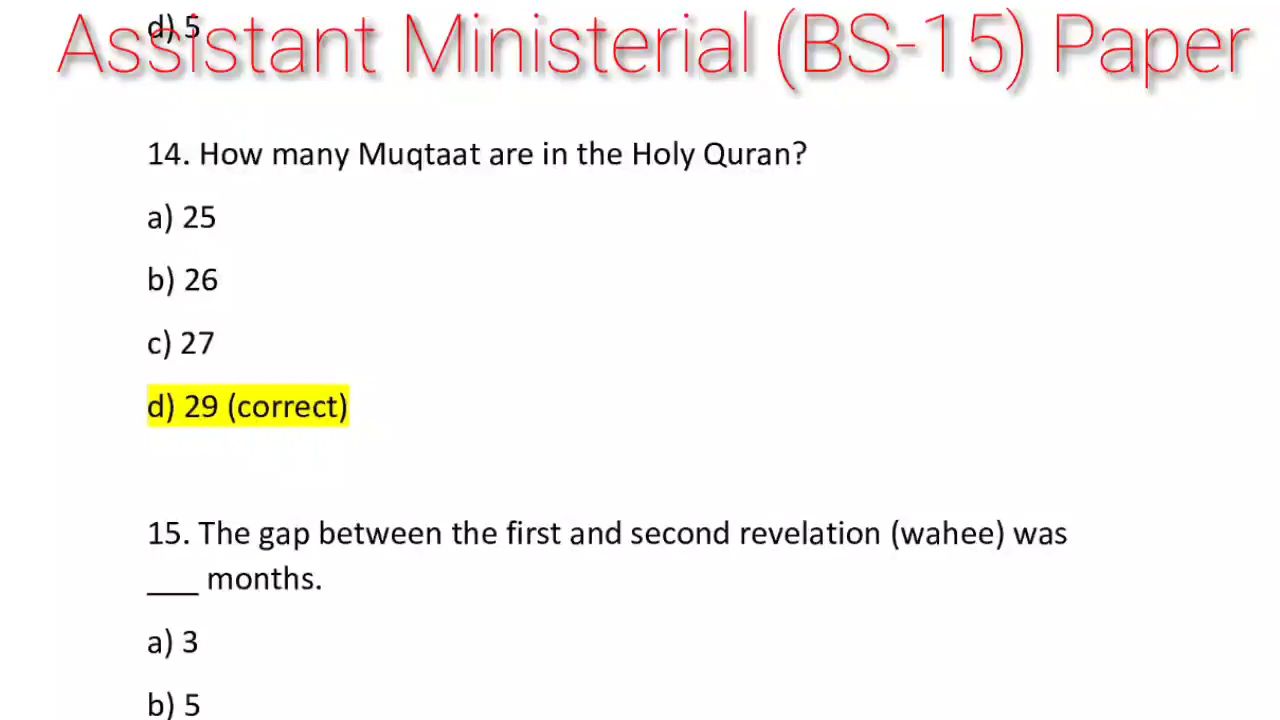 d) 5
Assistant Ministerial (BS-15) Paper
14. How many Muqtaat are in the Holy Quran?
a) 25
b) 26
c) 27
d) 29 (correct)
15. The gap between the first and second revelation (wahee) was
___ months.
a) 3
b) 5